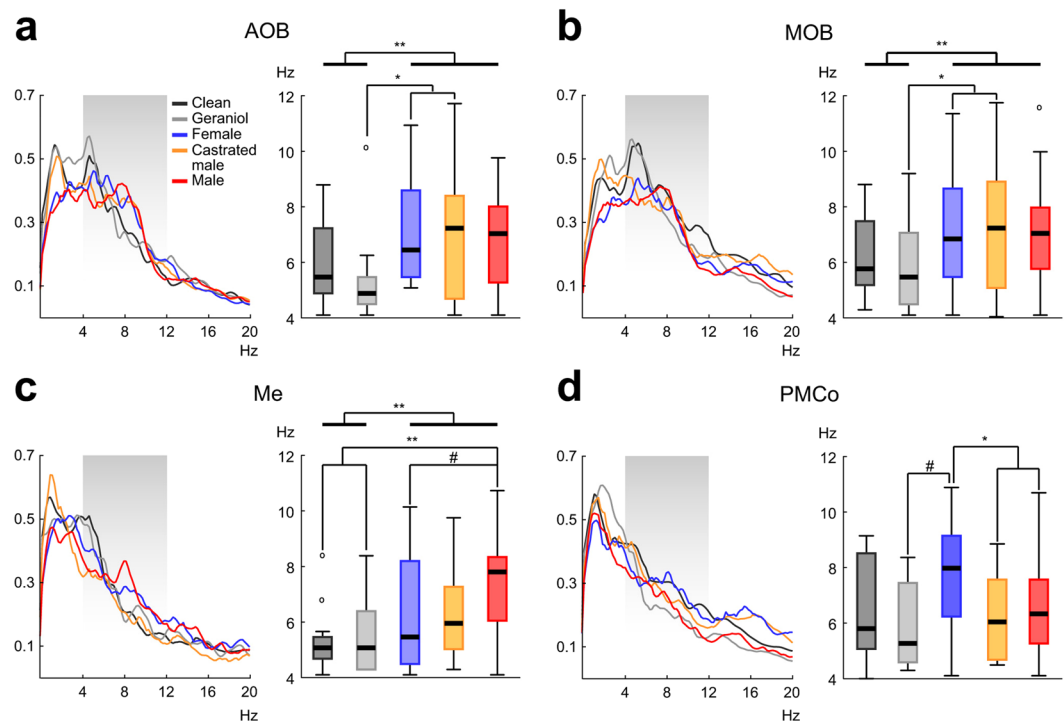 a
AOB
**
*
Hz
0.7
0.5
0.3
0.1
4
8
12
16
20
Hz
Clean
Geraniol
Female
Castrated
male
Male
12
10
8
6
4
b
MOB
**
*
Hz
0.7
0.5
0.3
0.1
4
8
12
16
20
Hz
12
10
8
6
4
c
Me
**
**
#
Hz
0.7
0.5
0.3
0.1
4
8
12
16
20
Hz
12
10
8
6
4
d
PMCo
#
*
Hz
0.7
0.5
0.3
0.1
4
8
12
16
20
Hz
12
10
8
6
4